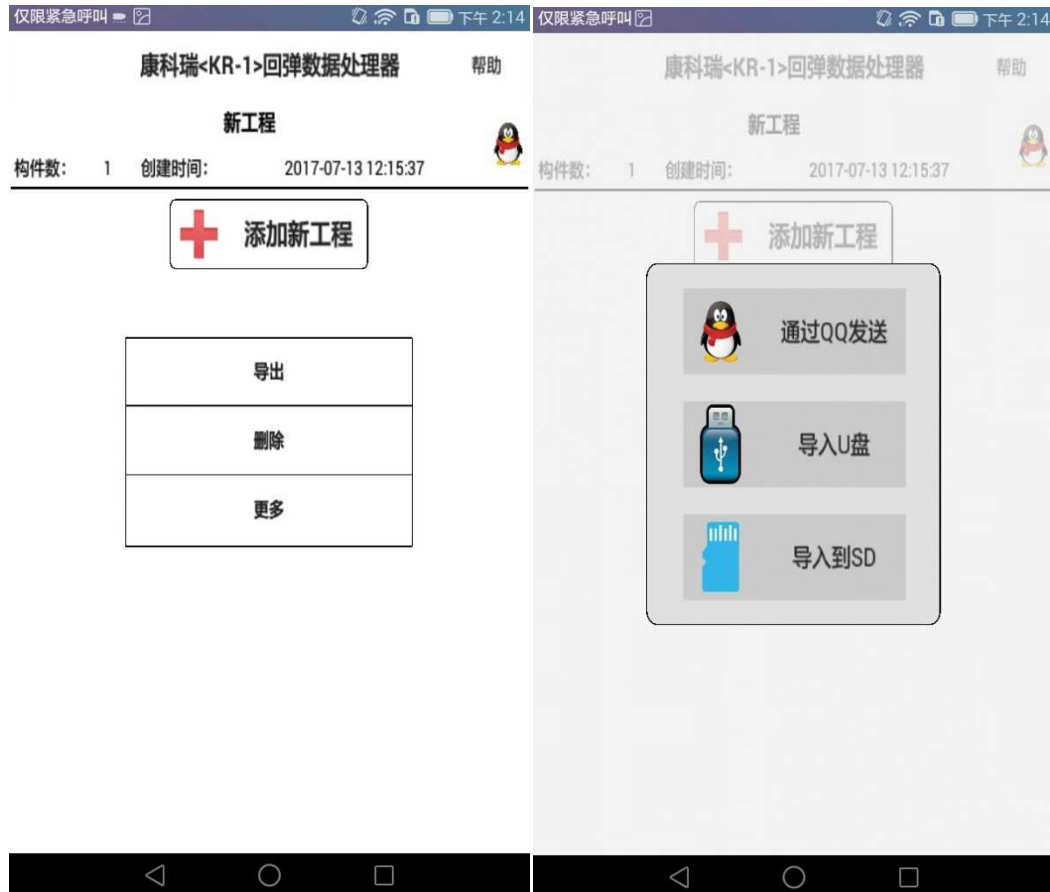 仅限紧急呼叫
下午 2:14
康科瑞<KR-1>回弹数据处理器
帮助
新工程
构件数: 1 创建时间: 2017-07-13 12:15:37
添加新工程
导出
删除
更多
仅限紧急呼叫
下午 2:14
康科瑞<KR-1>回弹数据处理器
帮助
新工程
构件数: 1 创建时间: 2017-07-13 12:15:37
添加新工程
通过QQ发送
导入U盘
导入到SD